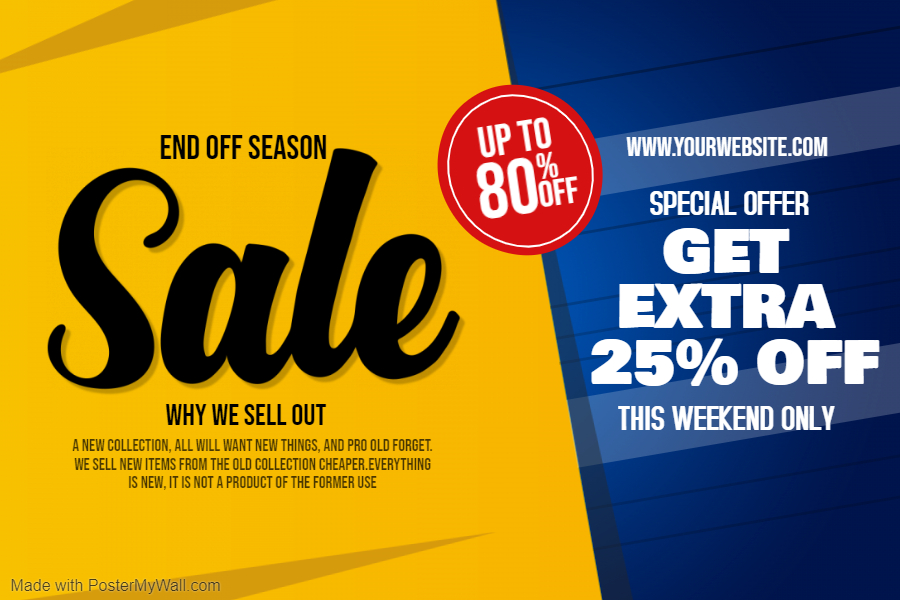 END OFF SEASON
Sale
WHY WE SELL OUT
A NEW COLLECTION, ALL WILL WANT NEW THINGS, AND PRO OLD FORGET.
WE SELL NEW ITEMS FROM THE OLD COLLECTION CHEAPER.EVERYTHING
IS NEW, IT IS NOT A PRODUCT OF THE FORMER USE
UP TO
80% OFF
WWW.YOURWEBSITE.COM
SPECIAL OFFER
GET
EXTRA
25% OFF
THIS WEEKEND ONLY
Made with PosterMyWall.com